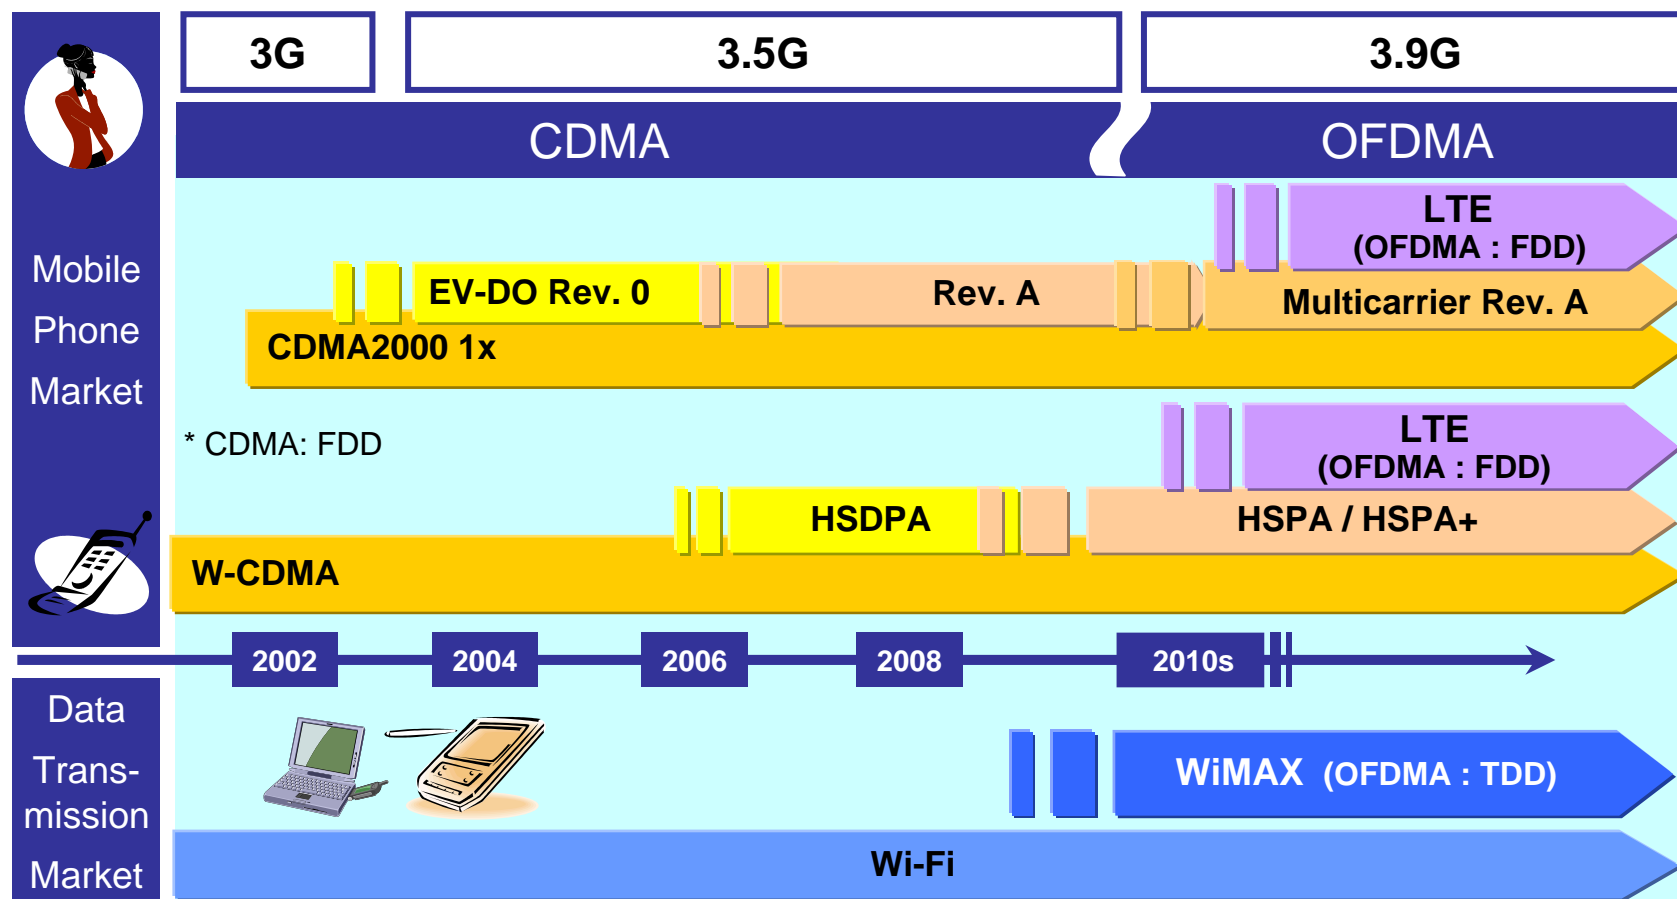 3G
3.5G
3.9G
CDMA
OFDMA
Mobile
Phone
Market
LTE
(OFDMA : FDD)
EV-DO Rev. 0
Rev. A
Multicarrier Rev. A
CDMA2000 1x
* CDMA: FDD
LTE
(OFDMA : FDD)
HSDPA
HSPA / HSPA+
W-CDMA
2002
2004
2006
2008
2010s
Data
Trans-
mission
Market
WiMAX (OFDMA : TDD)
Wi-Fi